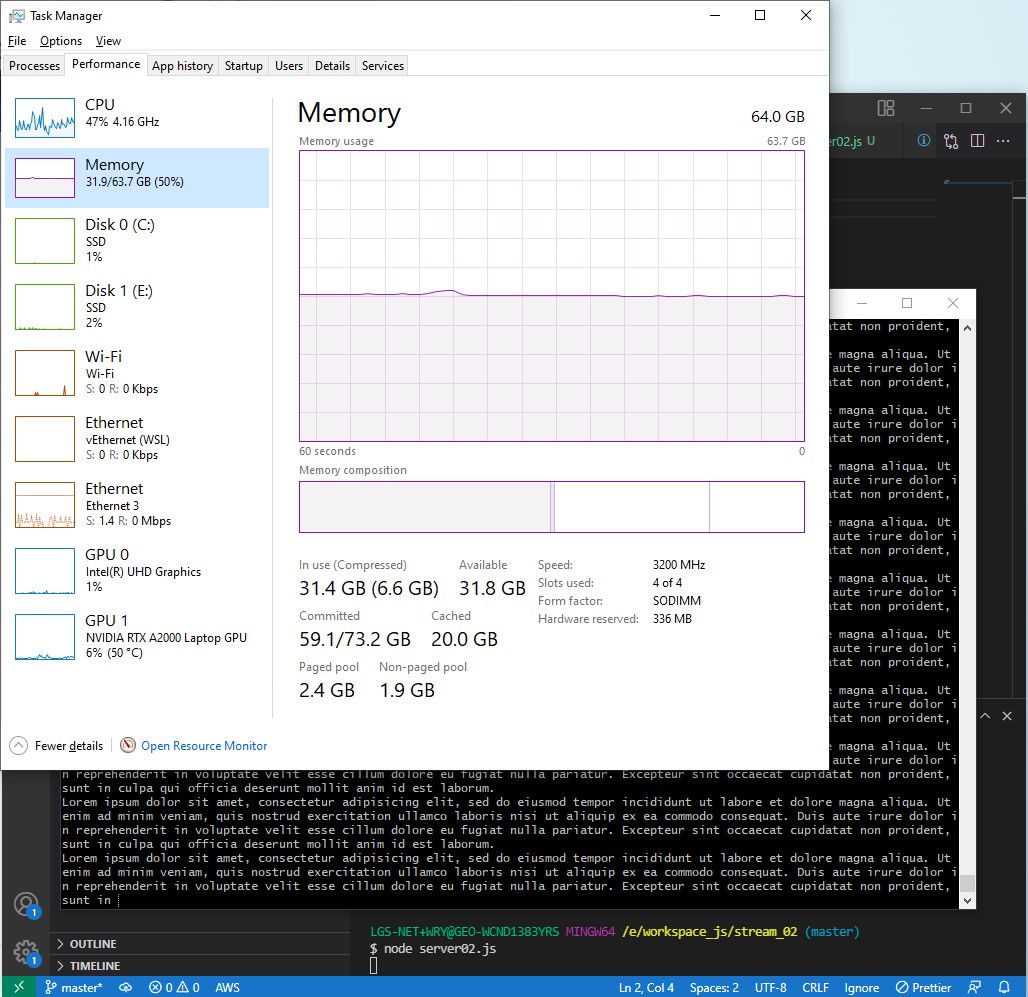 Task Manager
File Options View
Processes Performance App history Startup Users Details Services
CPU
47% 4.16 GHz
Memory
31.9/63.7 GB (50%)
Disk 0 (C:)
SSD
1%
Disk 1 (E:)
SSD
2%
Wi-Fi
Wi-Fi
S: 0 R: 0 Kbps
Ethernet
vEthernet (WSL)
S: 0 R: 0 Kbps
Ethernet
Ethernet 3
S: 1.4 R: 0 Mbps
GPU 0
Intel(R) UHD Graphics
1%
GPU 1
NVIDIA RTX A2000 Laptop GPU
6% (50 °C)
Memory 64.0 GB
Memory usage 63.7 GB
60 seconds 0
Memory composition
In use (Compressed) Available
31.4 GB (6.6 GB) 31.8 GB
Committed Cached
59.1/73.2 GB 20.0 GB
Paged pool Non-paged pool
2.4 GB 1.9 GB
Speed: 3200 MHz
Slots used: 4 of 4
Form factor: SODIMM
Hardware reserved: 336 MB
Fewer details Open Resource Monitor
er02.js U
tat non proident,
e magna aliqua. Ut
aute irure dolor i
tat non proident,
e magna aliqua. Ut
aute irure dolor i
tat non proident,
e magna aliqua. Ut
aute irure dolor i
tat non proident,
e magna aliqua. Ut
aute irure dolor i
tat non proident,
e magna aliqua. Ut
aute irure dolor i
tat non proident,
e magna aliqua. Ut
aute irure dolor i
tat non proident,
e magna aliqua. Ut
aute irure dolor i
tat non proident,
e magna aliqua. Ut
aute irure dolor i
n reprehenderit in voluptate velit esse cillum dolore eu fugiat nulla pariatur. Excepteur sint occaecat cupidatat non proident,
sunt in culpa qui officia deserunt mollit anim id est laborum.
Lorem ipsum dolor sit amet, consectetur adipisicing elit, sed do eiusmod tempor incididunt ut labore et dolore magna aliqua. Ut
enim ad minim veniam, quis nostrud exercitation ullamco laboris nisi ut aliquip ex ea commodo consequat. Duis aute irure dolor i
n reprehenderit in voluptate velit esse cillum dolore eu fugiat nulla pariatur. Excepteur sint occaecat cupidatat non proident,
sunt in culpa qui officia deserunt mollit anim id est laborum.
Lorem ipsum dolor sit amet, consectetur adipisicing elit, sed do eiusmod tempor incididunt ut labore et dolore magna aliqua. Ut
enim ad minim veniam, quis nostrud exercitation ullamco laboris nisi ut aliquip ex ea commodo consequat. Duis aute irure dolor i
n reprehenderit in voluptate velit esse cillum dolore eu fugiat nulla pariatur. Excepteur sint occaecat cupidatat non proident,
sunt in
1
1
OUTLINE
TIMELINE
LGS-NET+WRY@GEO-WCND1383YRS MINGW64 /e/workspace_js/stream_02 (master)
$ node server02.js
master* 0 0 AWS Ln 2, Col 4 Spaces: 2 UTF-8 CRLF Ignore Prettier